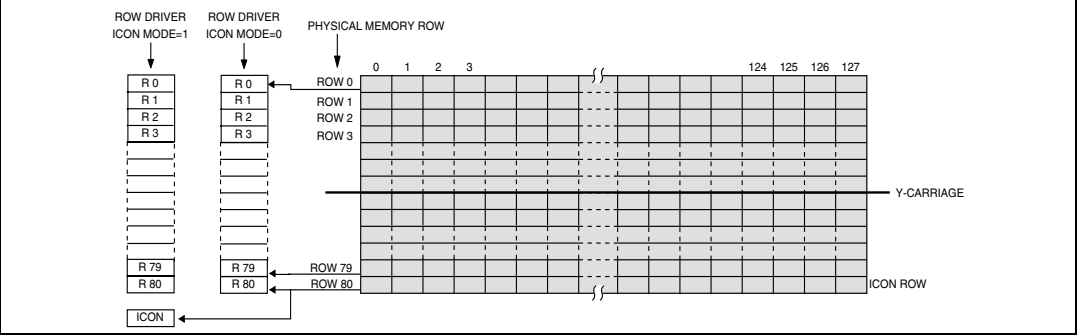 ROW DRIVER ROW DRIVER
ICON MODE=1 ICON MODE=0 PHYSICAL MEMORY ROW
0 1 2 3 124 125 126 127
R 0 R 0 ROW 0
R 1 R 1 ROW 1
R 2 R 2 ROW 2
R 3 R 3 ROW 3
Y-CARRIAGE
R 79 R 79 ROW 79
R 80 R 80 ROW 80 ICON ROW
ICON